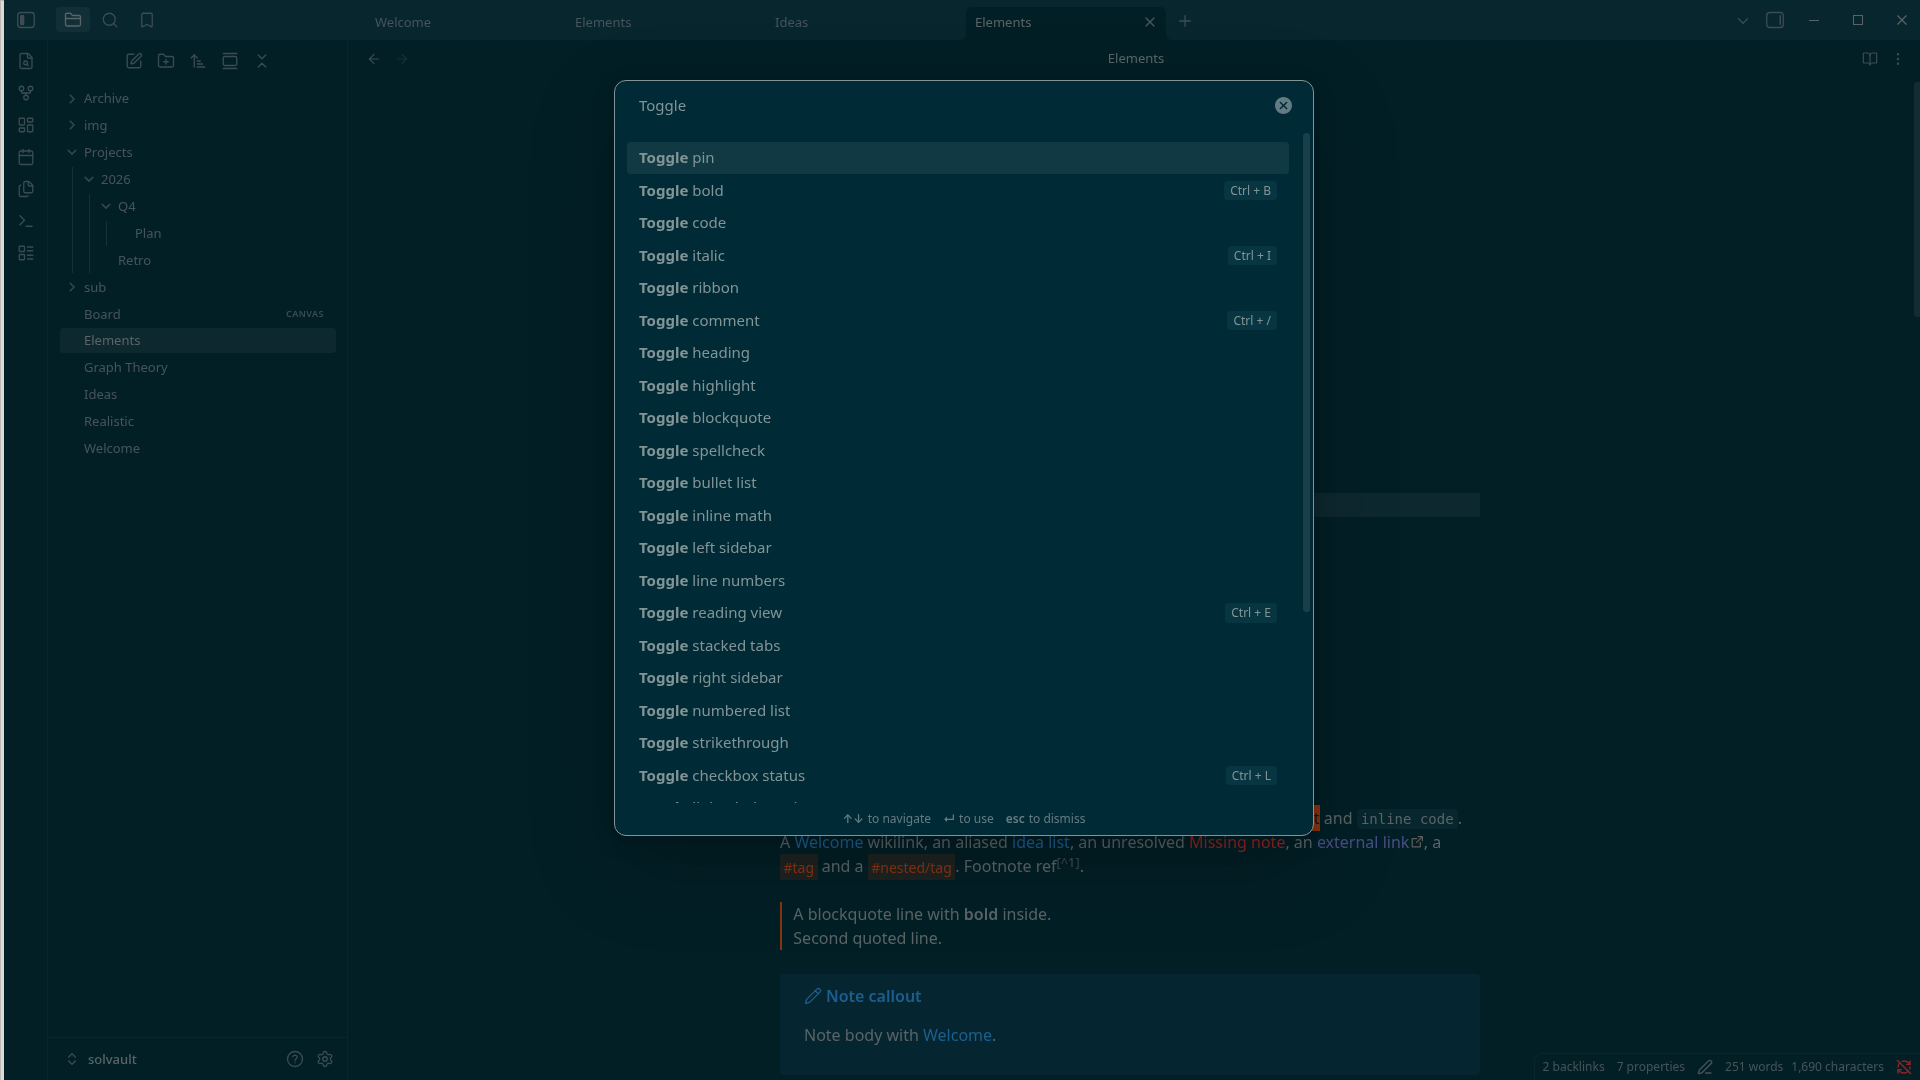 Welcome
Elements
Ideas
Elements
Elements
Archive
img
Projects
2026
Q4
Plan
Retro
sub
Board CANVAS
Elements
Graph Theory
Ideas
Realistic
Welcome
solvault
Toggle
Toggle pin
Toggle bold Ctrl + B
Toggle code
Toggle italic Ctrl + I
Toggle ribbon
Toggle comment Ctrl + /
Toggle heading
Toggle highlight
Toggle blockquote
Toggle spellcheck
Toggle bullet list
Toggle inline math
Toggle left sidebar
Toggle line numbers
Toggle reading view Ctrl + E
Toggle stacked tabs
Toggle right sidebar
Toggle numbered list
Toggle strikethrough
Toggle checkbox status Ctrl + L
↑↓ to navigate ↵ to use esc to dismiss
and inline code.
A Welcome wikilink, an aliased idea list, an unresolved Missing note, an external link, a
#tag and a #nested/tag. Footnote ref[^1].
A blockquote line with bold inside.
Second quoted line.
Note callout
Note body with Welcome.
2 backlinks 7 properties 251 words 1,690 characters